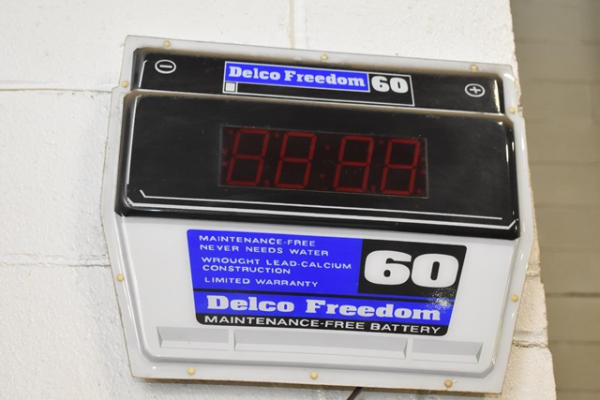 Delco Freedom 60
MAINTENANCE-FREE
NEVER NEEDS WATER
WROUGHT LEAD-CALCIUM
CONSTRUCTION
LIMITED WARRANTY
60
Delco Freedom
MAINTENANCE-FREE BATTERY